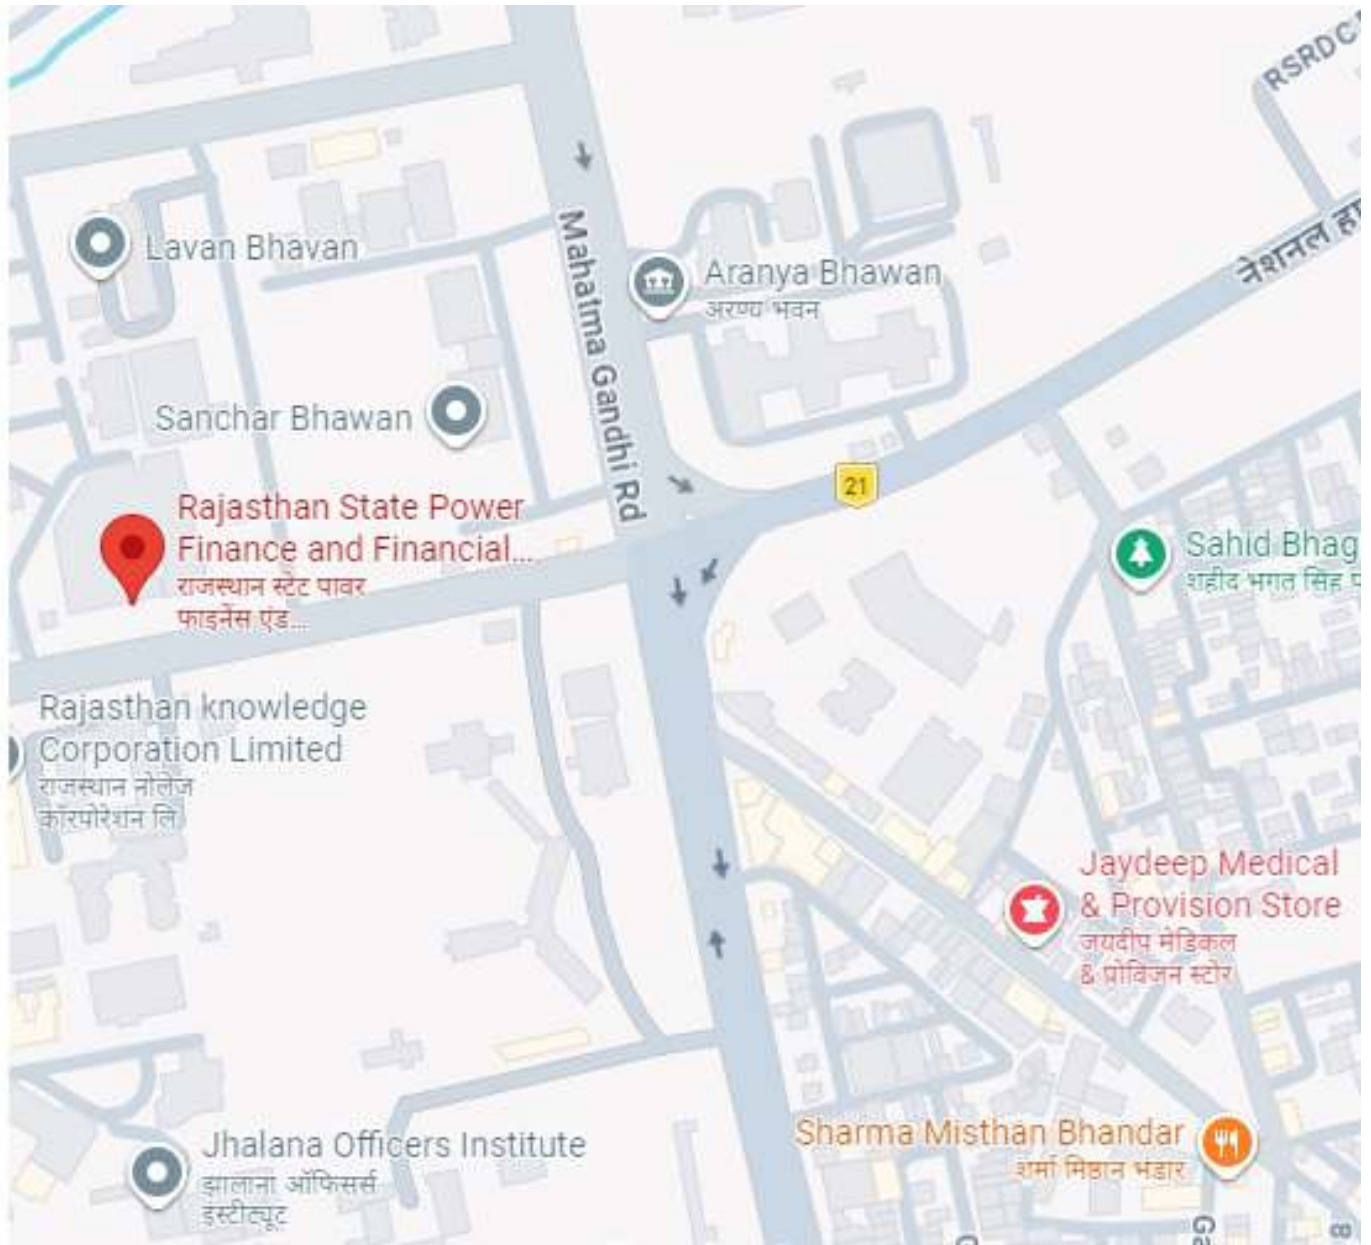 RSRDC
नेशनल
Mahatma Gandhi Rd
Lavan Bhavan
Aranya Bhawan
अरण्य भवन
Sanchar Bhawan
21
Rajasthan State Power
Finance and Financial...
राजस्थान स्टेट पावर
फाइनेंस एंड...
Sahid Bhag
शहीद भगत सिंह
Rajasthan knowledge
Corporation Limited
राजस्थान नोलेज
कॉरपोरेशन लि
Jaydeep Medical
& Provision Store
जयदीप मेडिकल
& प्रोविजन स्टोर
Sharma Misthan Bhandar
शर्मा मिष्ठान भंडार
Jhalana Officers Institute
झालाना ऑफिसर्स
इंस्टीट्यूट
Ga